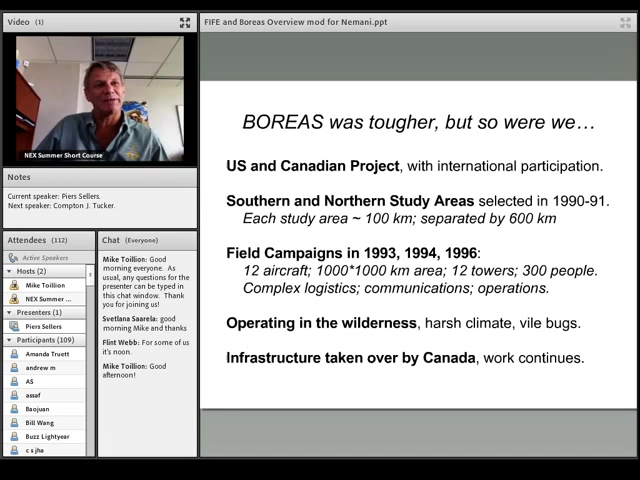 Video (1)
NEX Summer Short Course
Notes
Current speaker: Piers Sellers.
Next speaker: Compton J. Tucker.
Attendees (112)
Active Speakers
Hosts (2)
Mike Toillion
NEX Summer ...
Presenters (1)
Piers Sellers
Participants (109)
Amanda Truett
andrew m
AS
assaf
Baojuan
Bill Wang
Buzz Lightyear
c s jha
Chat (Everyone)
Mike Toillion: Good
morning everyone. As
usual, any questions for the
presenter can be typed in
this chat window. Thank
you for joining us!
Svetlana Saarela: good
morning Mike and thanks
Flint Webb: For some of us
it's noon.
Mike Toillion: Good
afternoon!
FIFE and Boreas Overview mod for Nemani.ppt
BOREAS was tougher, but so were we…
US and Canadian Project, with international participation.
Southern and Northern Study Areas selected in 1990-91.
Each study area ~ 100 km; separated by 600 km
Field Campaigns in 1993, 1994, 1996:
12 aircraft; 1000*1000 km area; 12 towers; 300 people.
Complex logistics; communications; operations.
Operating in the wilderness, harsh climate, vile bugs.
Infrastructure taken over by Canada, work continues.